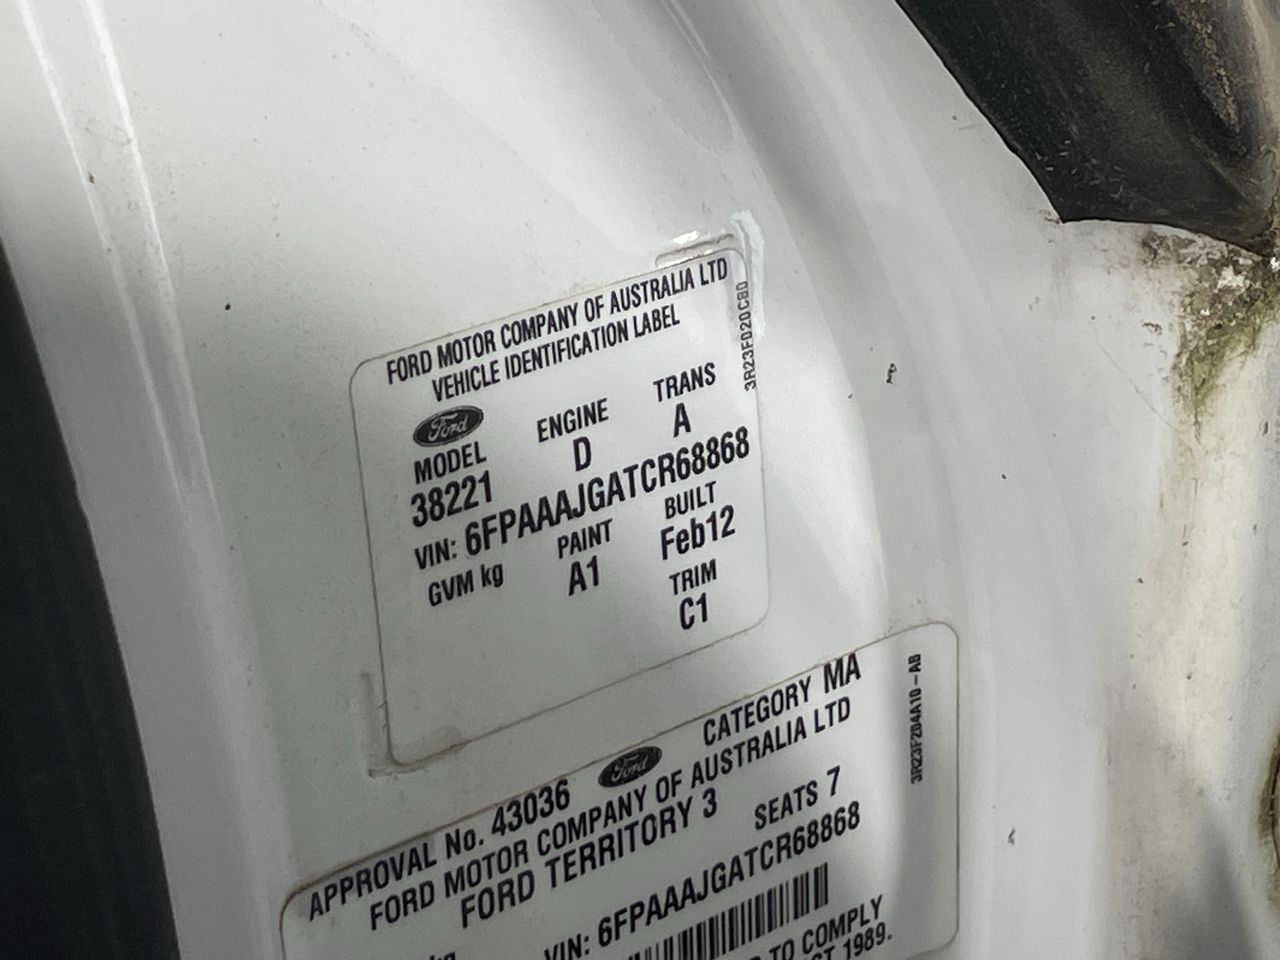 FORD MOTOR COMPANY OF AUSTRALIA LTD
VEHICLE IDENTIFICATION LABEL
3R23F020CBD
Ford
MODEL ENGINE TRANS
38221 D A
VIN: 6FPAAAJGATCR68868
GVM kg PAINT BUILT
A1 Feb12
TRIM
C1
APPROVAL No. 43036 Ford CATEGORY MA
FORD MOTOR COMPANY OF AUSTRALIA LTD
FORD TERRITORY 3 SEATS 7
3R23F284A10-AB
kg VIN: 6FPAAAJGATCR68868
TO COMPLY
1989.